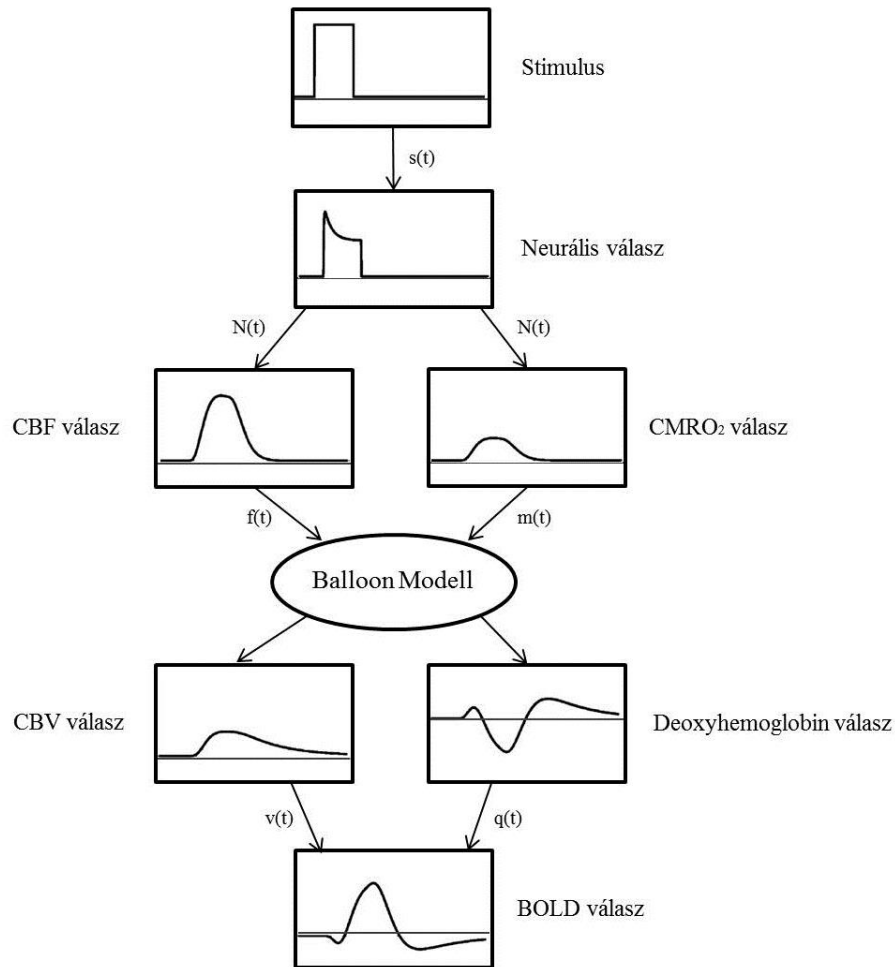 Stimulus
s(t)
Neurális válasz
N(t)
N(t)
CBF válasz
CMRO₂ válasz
f(t)
m(t)
Balloon Modell
CBV válasz
Deoxyhemoglobin válasz
v(t)
q(t)
BOLD válasz